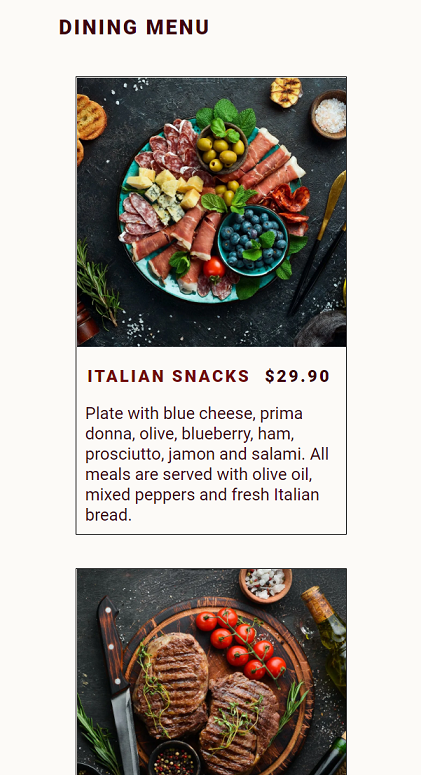 DINING MENU
ITALIAN SNACKS $29.90
Plate with blue cheese, prima
donna, olive, blueberry, ham,
prosciutto, jamon and salami. All
meals are served with olive oil,
mixed peppers and fresh Italian
bread.